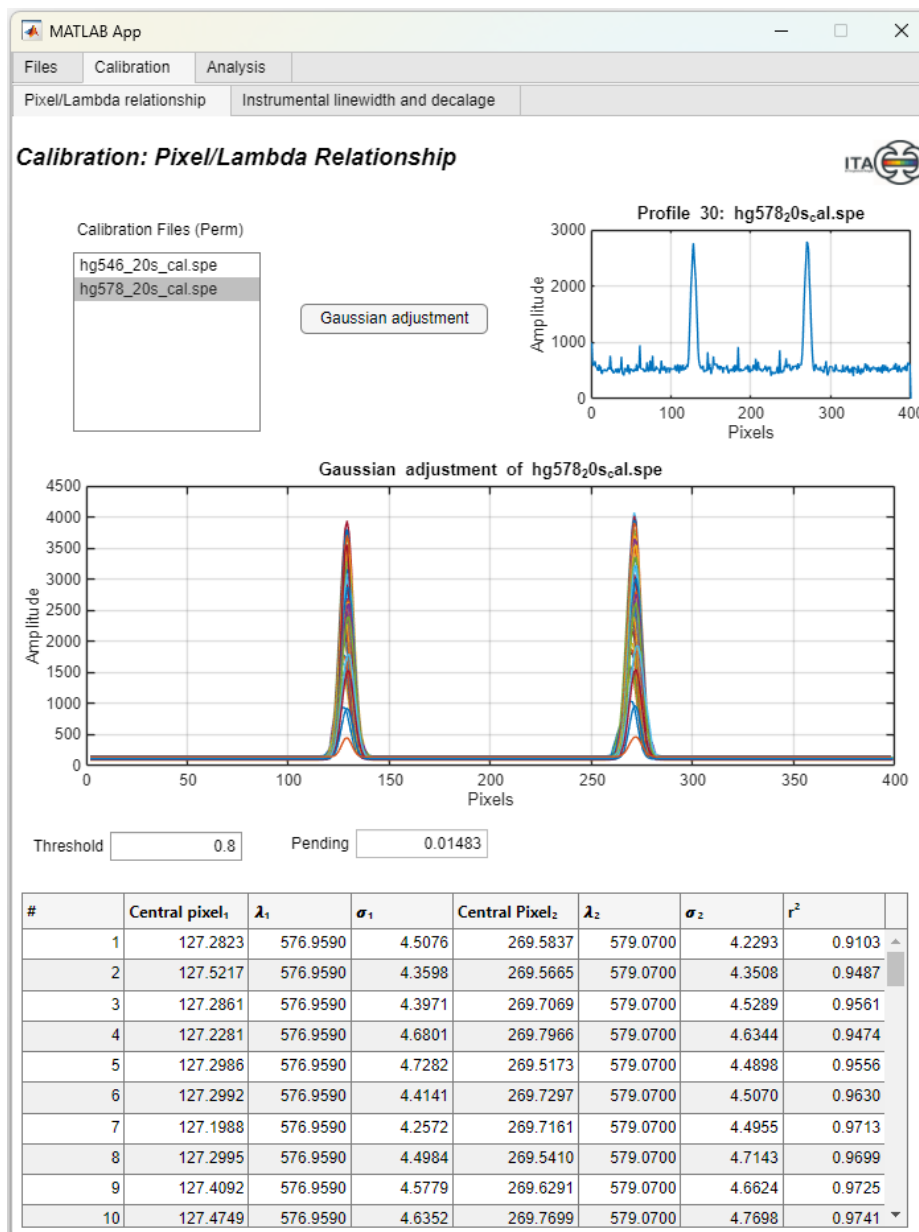 MATLAB App
Files Calibration Analysis
Pixel/Lambda relationship Instrumental linewidth and decalage
Calibration: Pixel/Lambda Relationship
ITA
Calibration Files (Perm)
hg546_20s_cal.spe
hg578_20s_cal.spe
Gaussian adjustment
Profile 30: hg578₂0s꜀al.spe
3000
2000
1000
0
Amplitude
0 100 200 300 400
Pixels
Gaussian adjustment of hg578₂0s꜀al.spe
4500
4000
3500
3000
2500
2000
1500
1000
500
0
Amplitude
0 50 100 150 200 250 300 350 400
Pixels
Threshold 0.8 Pending 0.01483
# Central pixel₁ λ₁ σ₁ Central Pixel₂ λ₂ σ₂ r²
1 127.2823 576.9590 4.5076 269.5837 579.0700 4.2293 0.9103
2 127.5217 576.9590 4.3598 269.5665 579.0700 4.3508 0.9487
3 127.2861 576.9590 4.3971 269.7069 579.0700 4.5289 0.9561
4 127.2281 576.9590 4.6801 269.7966 579.0700 4.6344 0.9474
5 127.2986 576.9590 4.7282 269.5173 579.0700 4.4898 0.9556
6 127.2992 576.9590 4.4141 269.7297 579.0700 4.5070 0.9630
7 127.1988 576.9590 4.2572 269.7161 579.0700 4.4955 0.9713
8 127.2995 576.9590 4.4984 269.5410 579.0700 4.7143 0.9699
9 127.4092 576.9590 4.5779 269.6291 579.0700 4.6624 0.9725
10 127.4749 576.9590 4.6352 269.7699 579.0700 4.7698 0.9741